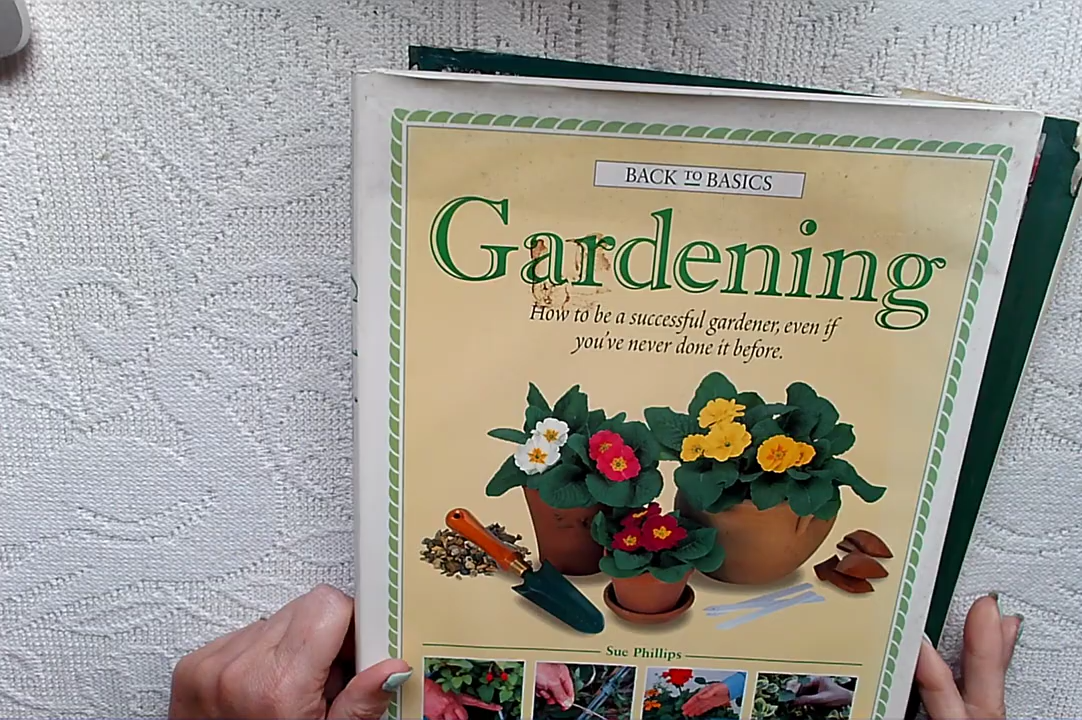 BACK TO BASICS
Gardening
How to be a successful gardener, even if
you've never done it before.
Sue Phillips